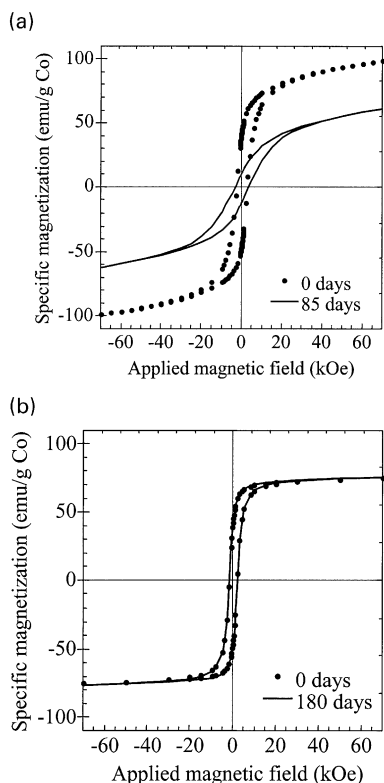 (a)
100
50
0
-50
-100
Specific magnetization (emu/g Co)
0 days
85 days
-60 -40 -20 0 20 40 60
Applied magnetic field (kOe)
(b)
100
50
0
-50
-100
Specific magnetization (emu/g Co)
0 days
180 days
-60 -40 -20 0 20 40 60
Applied magnetic field (kOe)